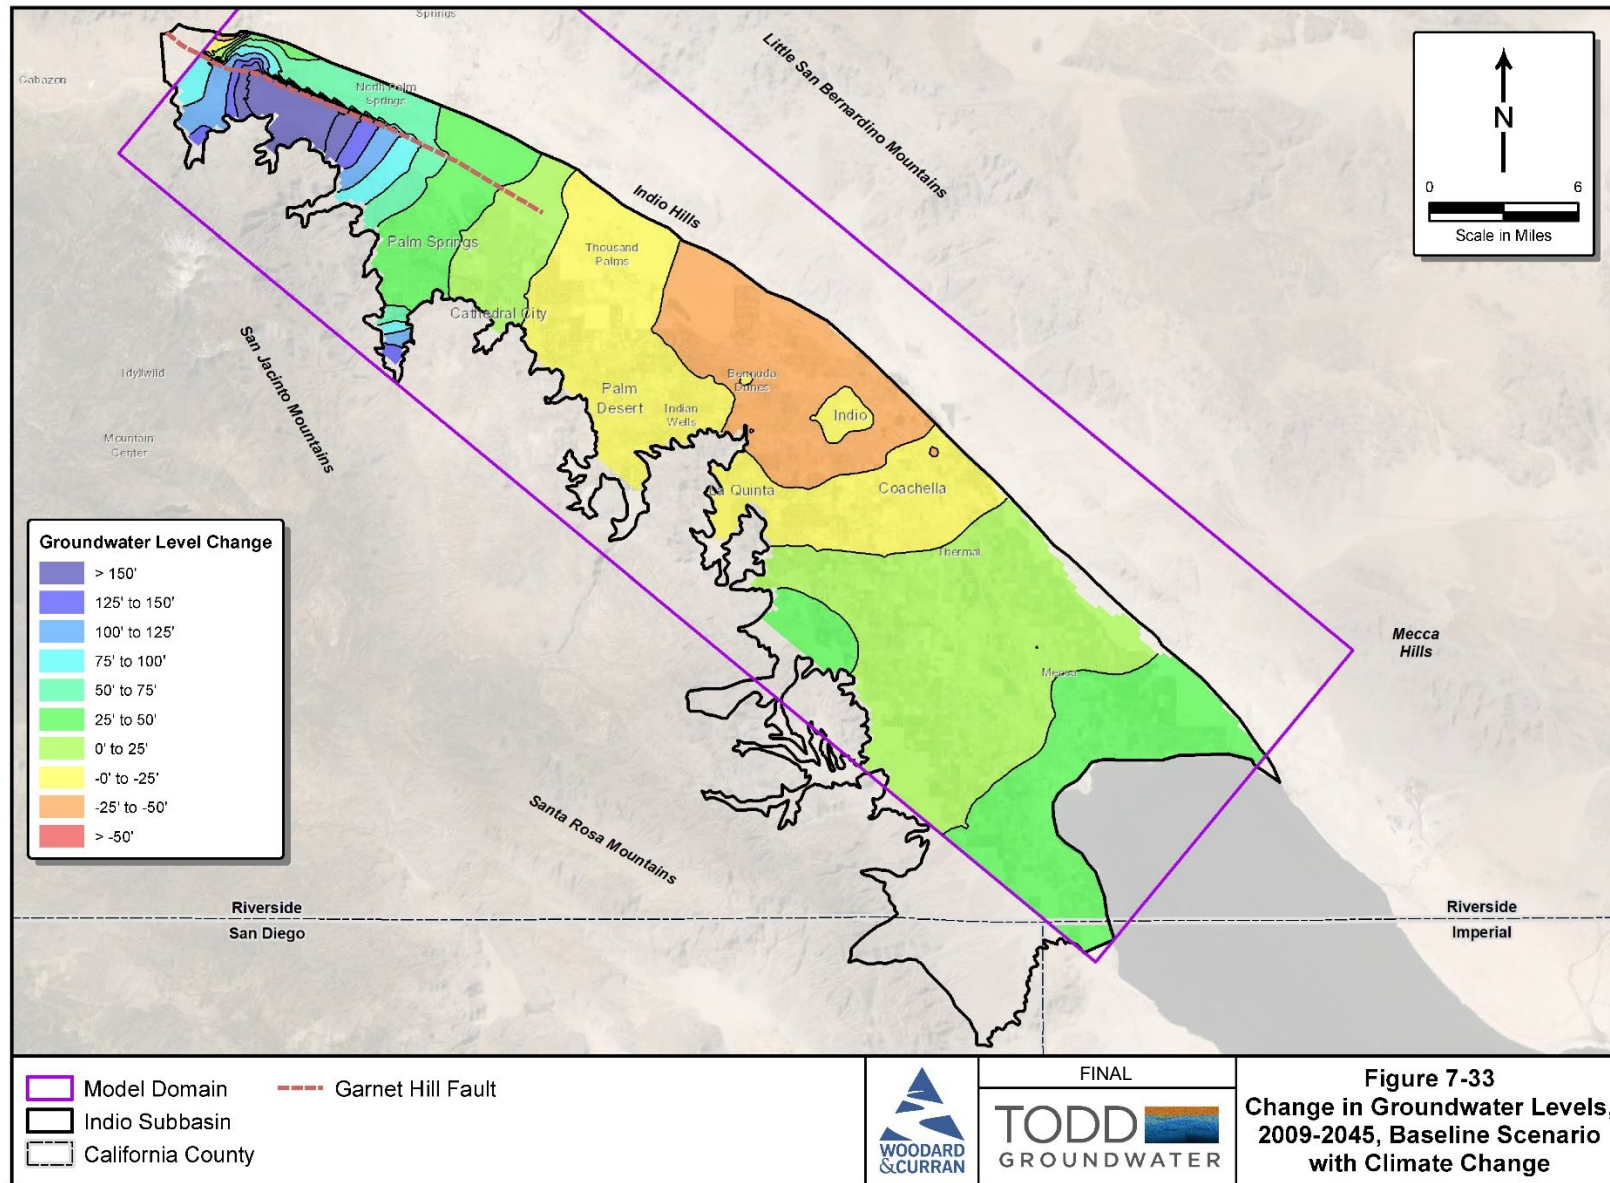 Springs
Cabazon
North Palm
Springs
Little San Bernardino Mountains
N
0 6
Scale in Miles
Indio Hills
Palm Springs
Thousand
Palms
Cathedral City
San Jacinto Mountains
Idyllwild
Bermuda
Dunes
Palm
Desert
Indian
Wells
Indio
Mountain
Center
La Quinta
Coachella
Thermal
Mecca
Hills
Mecca
Santa Rosa Mountains
Groundwater Level Change
> 150'
125' to 150'
100' to 125'
75' to 100'
50' to 75'
25' to 50'
0' to 25'
-0' to -25'
-25' to -50'
> -50'
Riverside
San Diego
Riverside
Imperial
Model Domain
Garnet Hill Fault
Indio Subbasin
California County
WOODARD
&CURRAN
FINAL
TODD
GROUNDWATER
Figure 7-33
Change in Groundwater Levels,
2009-2045, Baseline Scenario
with Climate Change